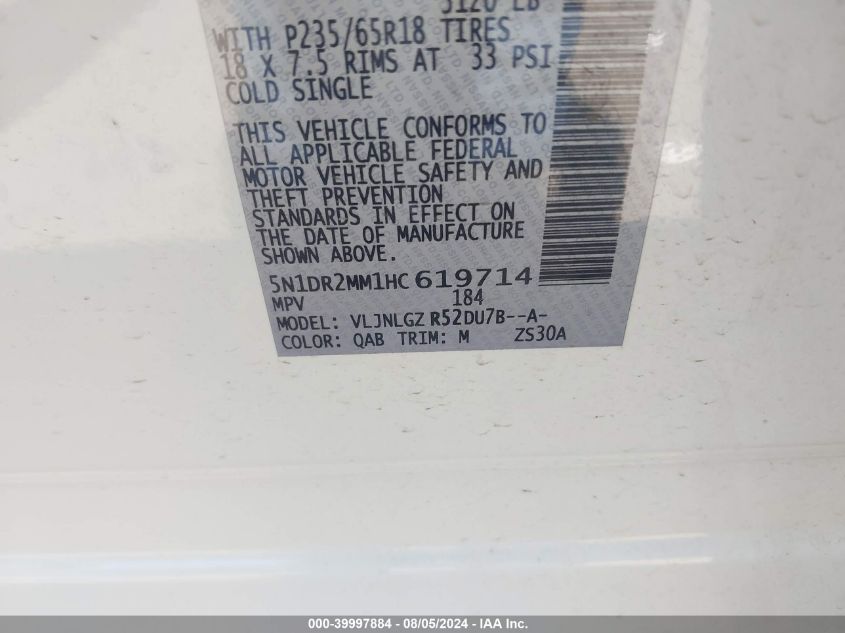 3120 LB
WITH P235/65R18 TIRES
18 X 7.5 RIMS AT 33 PSI
COLD SINGLE
THIS VEHICLE CONFORMS TO
ALL APPLICABLE FEDERAL
MOTOR VEHICLE SAFETY AND
THEFT PREVENTION
STANDARDS IN EFFECT ON
THE DATE OF MANUFACTURE
SHOWN ABOVE.
5N1DR2MM1HC619714
MPV 184
MODEL: VLJNLGZ R52DU7B--A-
COLOR: QAB TRIM: M ZS30A
000-39997884 - 08/05/2024 - IAA Inc.